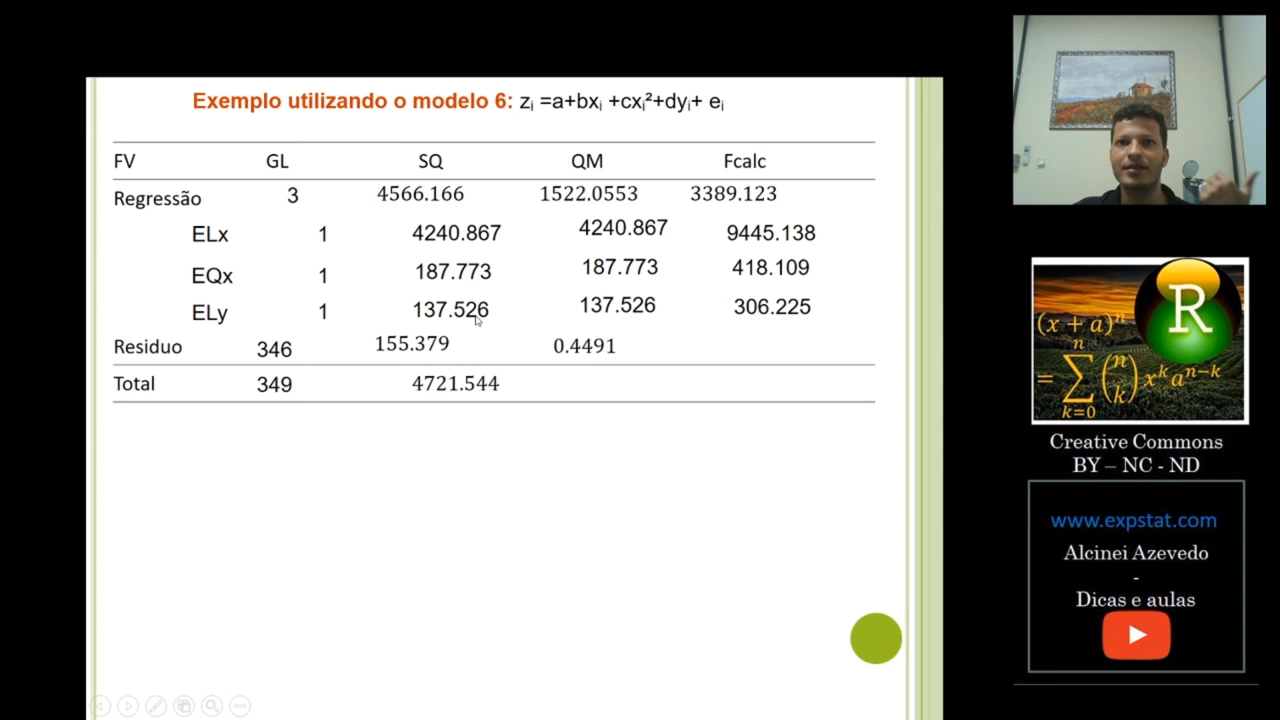 Exemplo utilizando o modelo 6: zᵢ =a+bxᵢ +cxᵢ²+dyᵢ+ eᵢ
FV GL SQ QM Fcalc
Regressão 3 4566.166 1522.0553 3389.123
ELx 1 4240.867 4240.867 9445.138
EQx 1 187.773 187.773 418.109
ELy 1 137.526 137.526 306.225
Residuo 346 155.379 0.4491
Total 349 4721.544
R
(x + a)ⁿ
n
= ∑ (n k) xᵏaⁿ⁻ᵏ
k=0
Creative Commons
BY – NC - ND
www.expstat.com
Alcinei Azevedo
-
Dicas e aulas